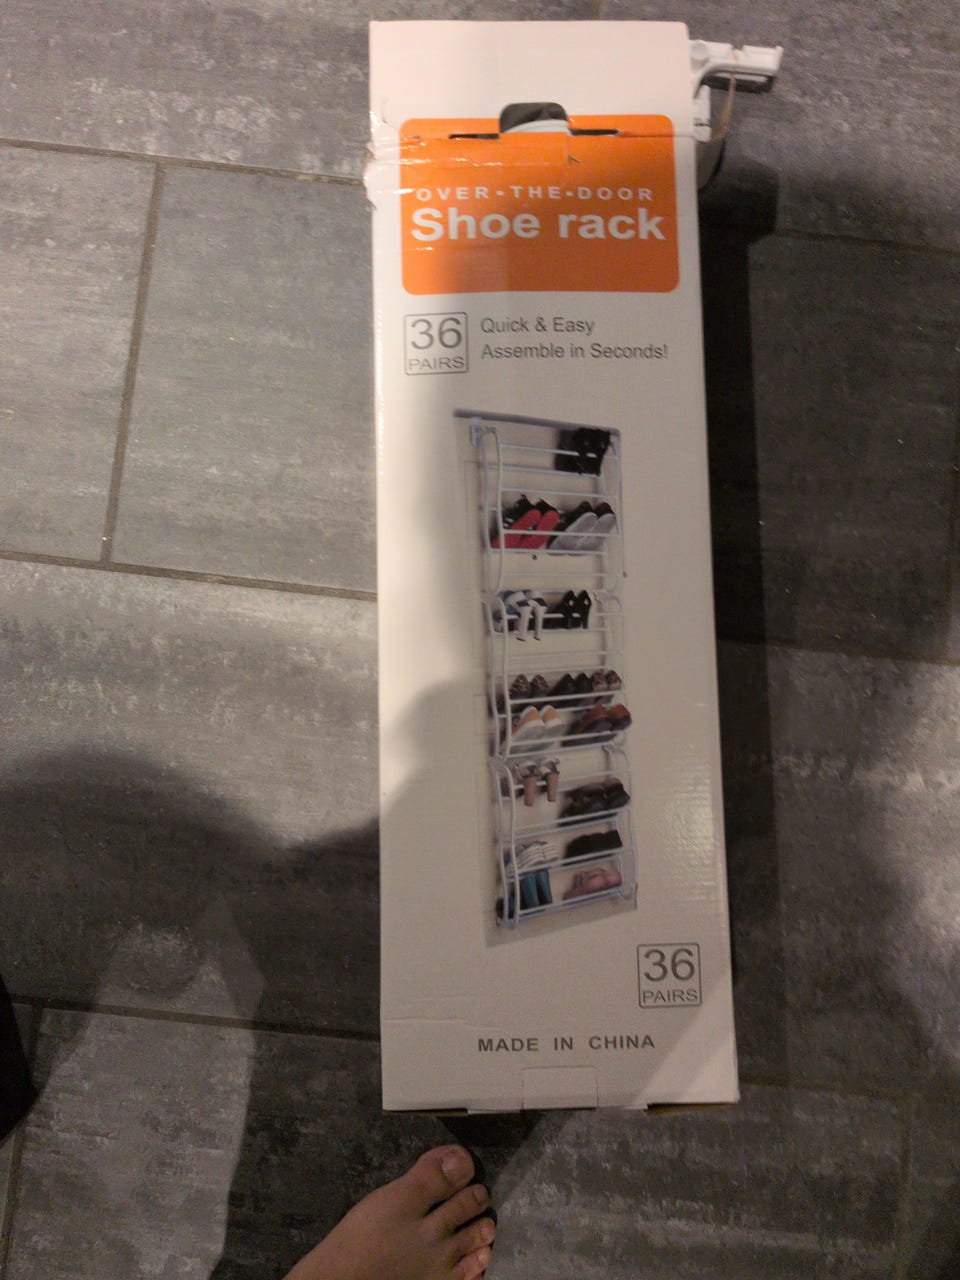 OVER•THE•DOOR
Shoe rack
36
PAIRS
Quick & Easy
Assemble in Seconds!
36
PAIRS
MADE IN CHINA